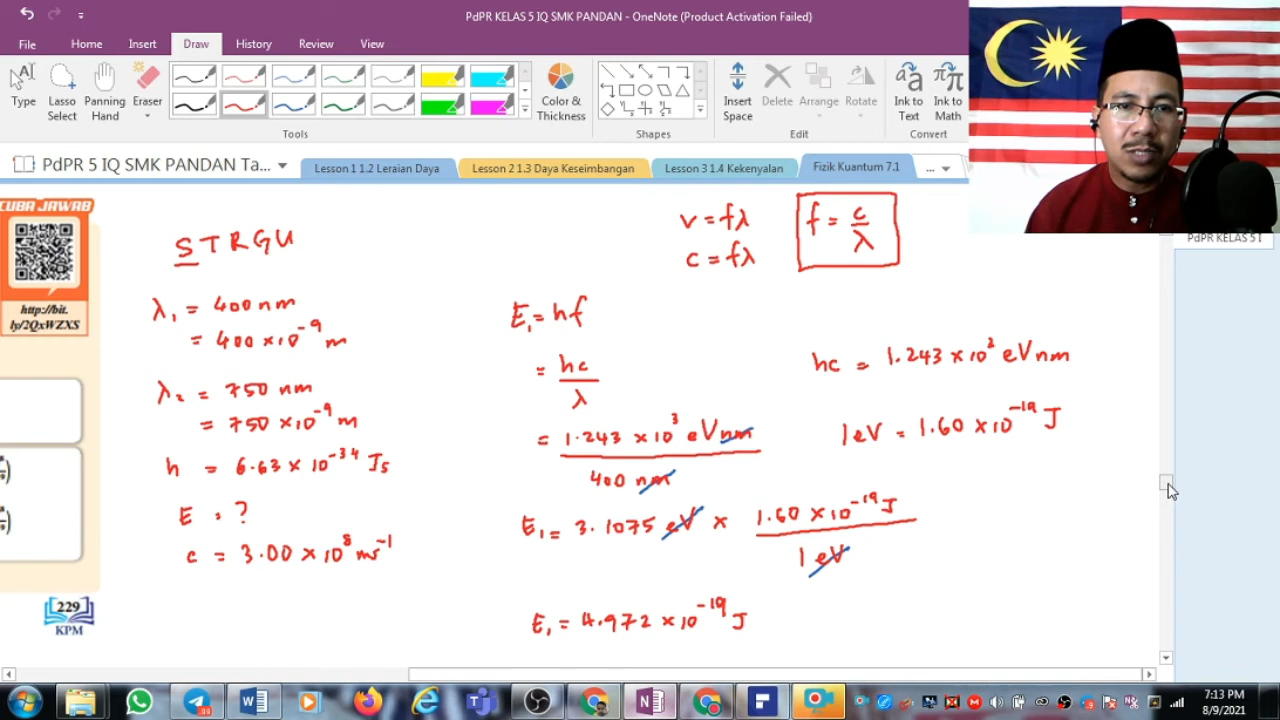 PdPR KELAS 5 IQ SMK PANDAN - OneNote (Product Activation Failed)
File Home Insert Draw History Review View
Type
Lasso Select
Panning Hand
Eraser
Color & Thickness
Insert Space
Delete
Arrange
Rotate
Ink to Text
Ink to Math
Tools
Shapes
Edit
Convert
PdPR 5 IQ SMK PANDAN Ta...
Lesson 1 1.2 Leraian Daya
Lesson 2 1.3 Daya Keseimbangan
Lesson 3 1.4 Kekenyalan
Fizik Kuantum 7.1
...
PdPR KELAS 5 I
CUBA JAWAB
http://bit.
ly/2QxWZXS
STRGU
λ₁ = 400 nm
= 400 × 10⁻⁹ m
λ₂ = 750 nm
= 750 × 10⁻⁹ m
h = 6.63 × 10⁻³⁴ Js
E = ?
c = 3.00 × 10⁸ ms⁻¹
229
KPM
v = fλ
c = fλ
f = c/λ
E₁ = hf
= hc/λ
= 1.243 × 10³ eVnm / 400 nm
E₁ = 3.1075 eV × 1.60 × 10⁻¹⁹ J / 1 eV
E₁ = 4.972 × 10⁻¹⁹ J
hc = 1.243 × 10³ eVnm
1eV = 1.60 × 10⁻¹⁹ J
7:13 PM
8/9/2021